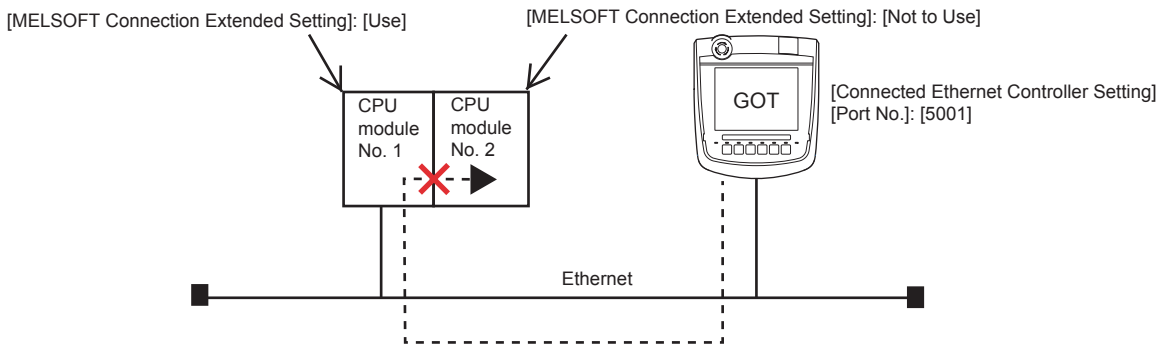 [MELSOFT Connection Extended Setting]: [Use]
[MELSOFT Connection Extended Setting]: [Not to Use]
CPU
module
No. 1
CPU
module
No. 2
GOT
[Connected Ethernet Controller Setting]
[Port No.]: [5001]
Ethernet